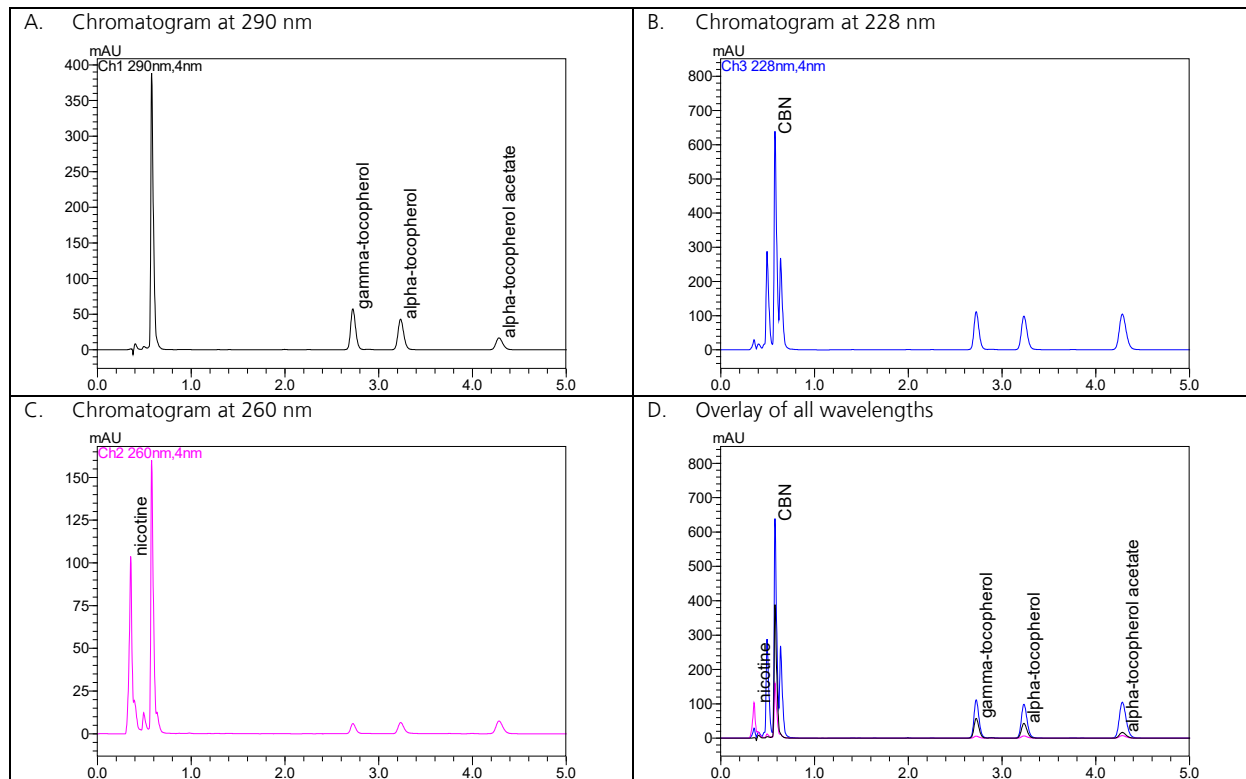 A. Chromatogram at 290 nm
mAU
Ch1 290nm,4nm
400
350
300
250
200
150
100
50
0
gamma-tocopherol
alpha-tocopherol
alpha-tocopherol acetate
0.0 1.0 2.0 3.0 4.0 5.0
B. Chromatogram at 228 nm
mAU
Ch3 228nm,4nm
800
700
600
500
400
300
200
100
0
CBN
0.0 1.0 2.0 3.0 4.0 5.0
C. Chromatogram at 260 nm
mAU
Ch2 260nm,4nm
150
125
100
75
50
25
0
nicotine
0.0 1.0 2.0 3.0 4.0 5.0
D. Overlay of all wavelengths
mAU
800
700
600
500
400
300
200
100
0
nicotine
CBN
gamma-tocopherol
alpha-tocopherol
alpha-tocopherol acetate
0.0 1.0 2.0 3.0 4.0 5.0